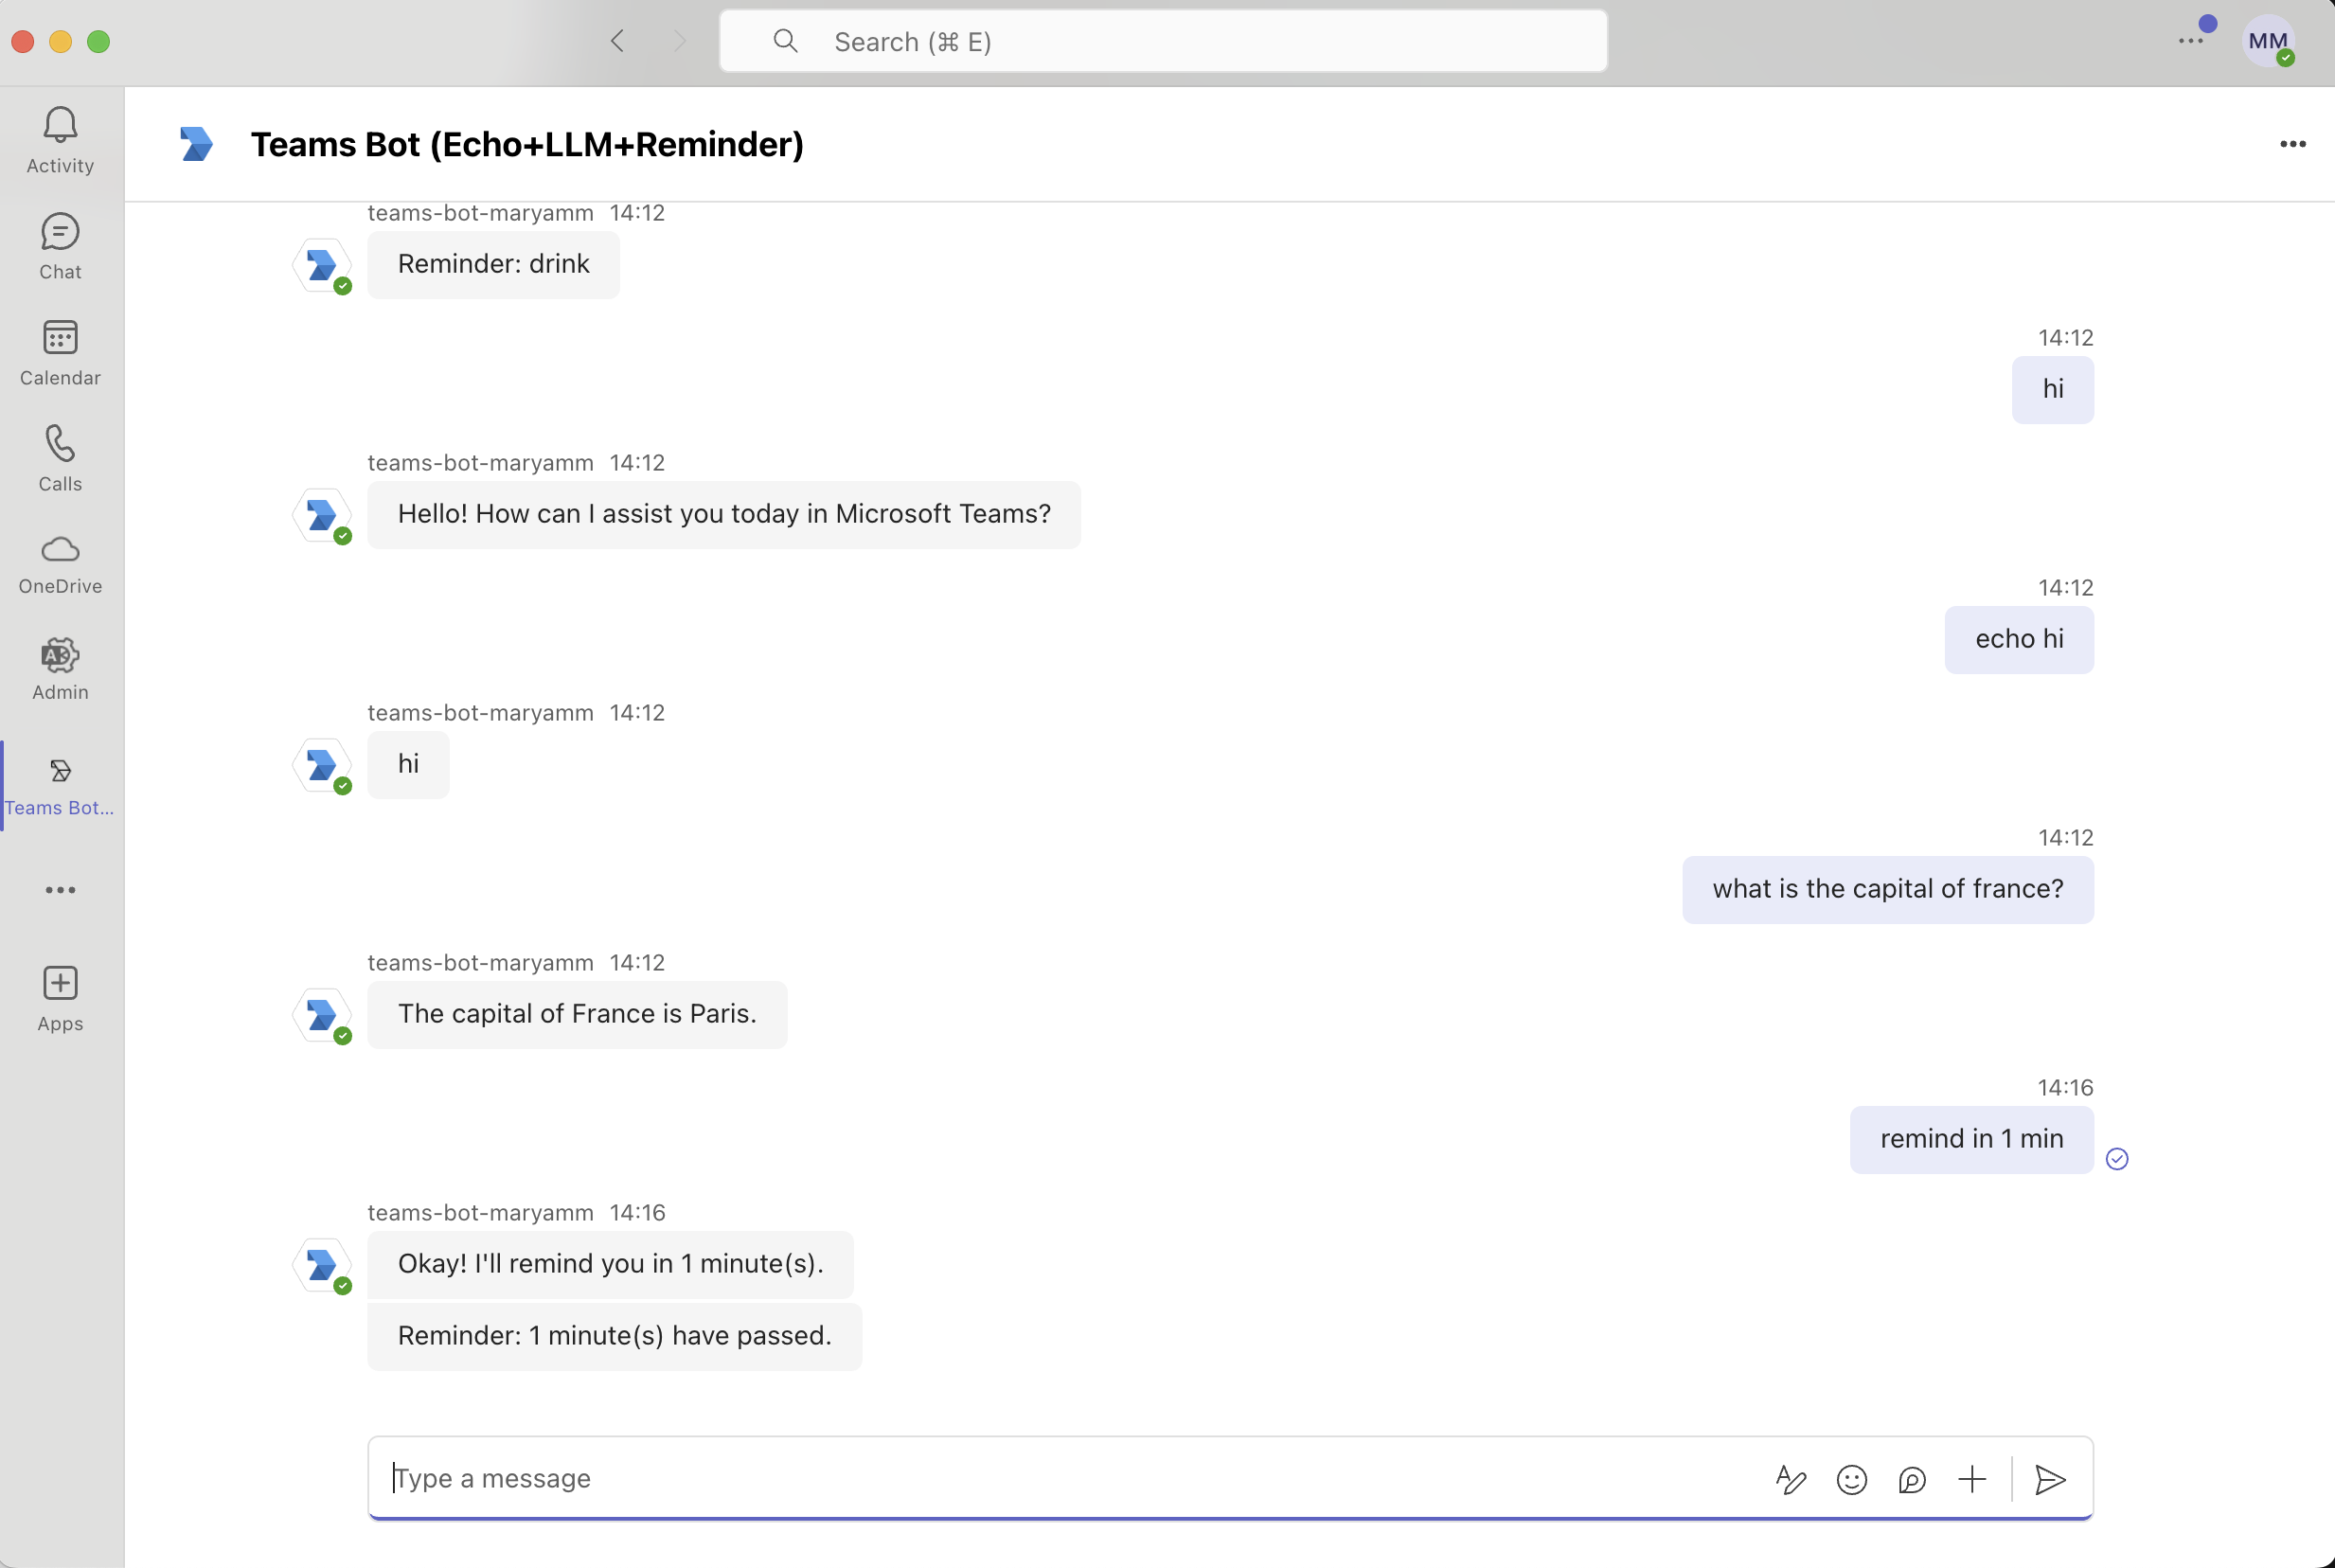 Search (⌘ E)
MM
Activity
Chat
Calendar
Calls
OneDrive
Admin
Teams Bot...
Apps
Teams Bot (Echo+LLM+Reminder)
teams-bot-maryamm 14:12
Reminder: drink
14:12
hi
teams-bot-maryamm 14:12
Hello! How can I assist you today in Microsoft Teams?
14:12
echo hi
teams-bot-maryamm 14:12
hi
14:12
what is the capital of france?
teams-bot-maryamm 14:12
The capital of France is Paris.
14:16
remind in 1 min
teams-bot-maryamm 14:16
Okay! I'll remind you in 1 minute(s).
Reminder: 1 minute(s) have passed.
Type a message